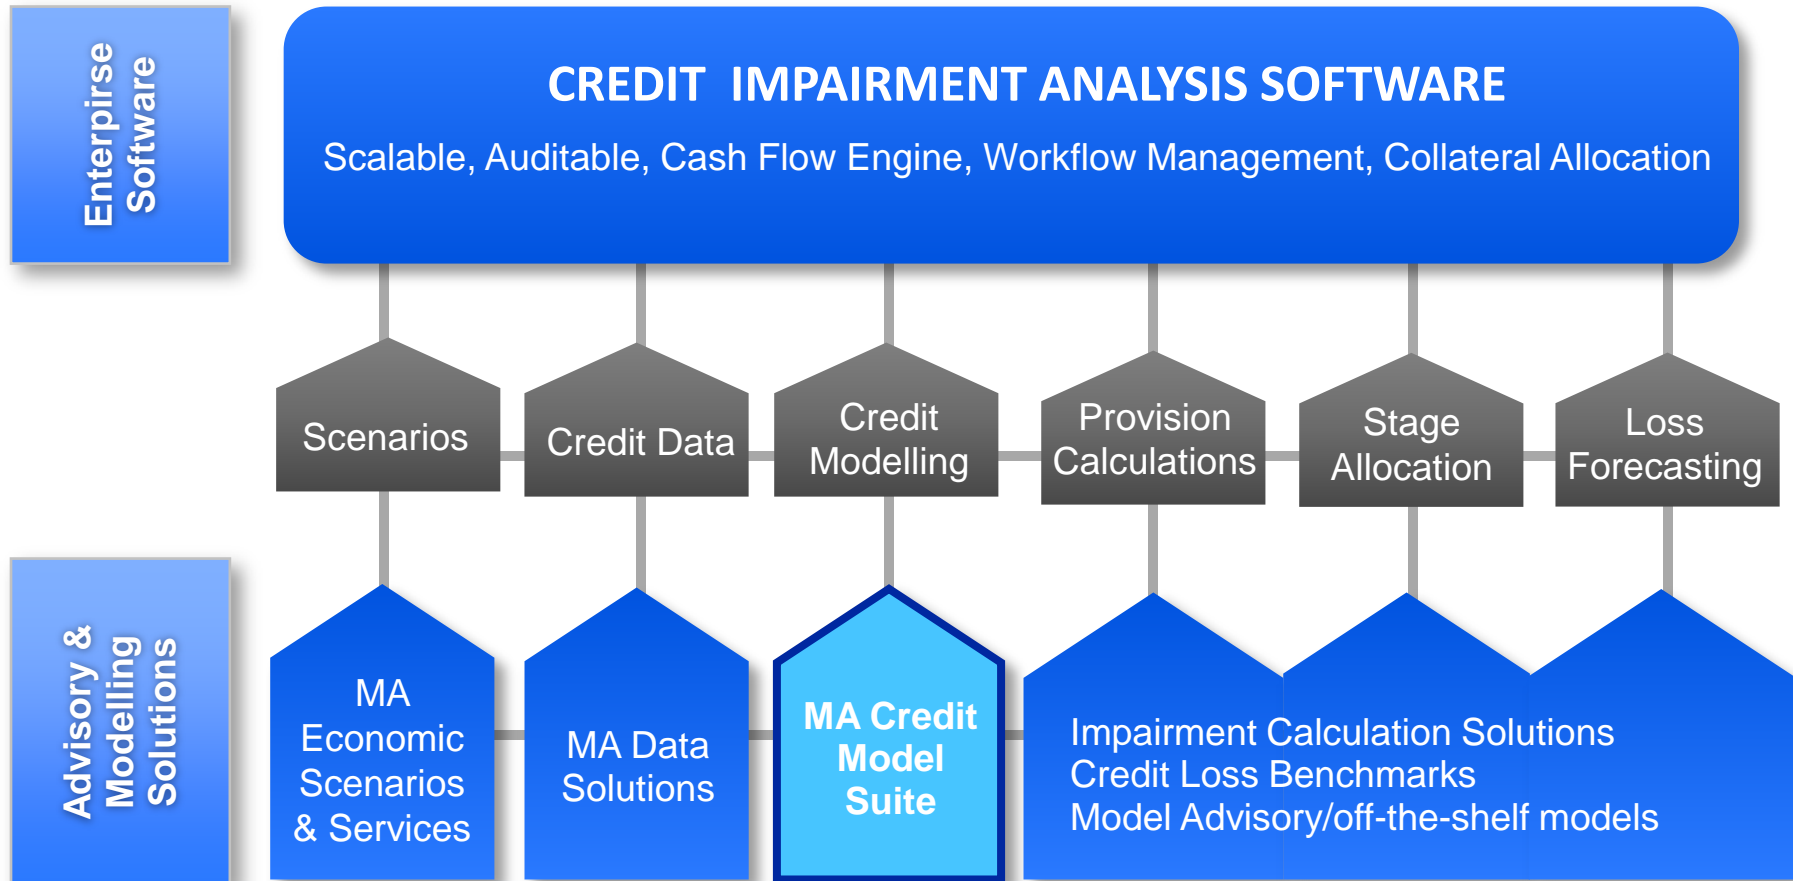 Enterpirse
Software
CREDIT  IMPAIRMENT ANALYSIS SOFTWARE
Scalable, Auditable, Cash Flow Engine, Workflow Management, Collateral Allocation
Scenarios
Credit Data
Credit
Modelling
Provision
Calculations
Stage
Allocation
Loss
Forecasting
Advisory &
Modelling
Solutions
MA
Economic
Scenarios
& Services
MA Data
Solutions
MA Credit
Model
Suite
Impairment Calculation Solutions
Credit Loss Benchmarks
Model Advisory/off-the-shelf models